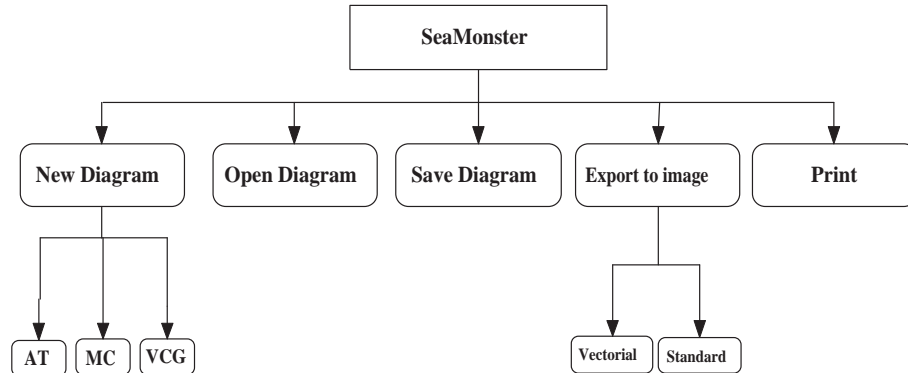 SeaMonster
New Diagram
Open Diagram
Save Diagram
Export to image
Print
AT
MC
VCG
Vectorial
Standard